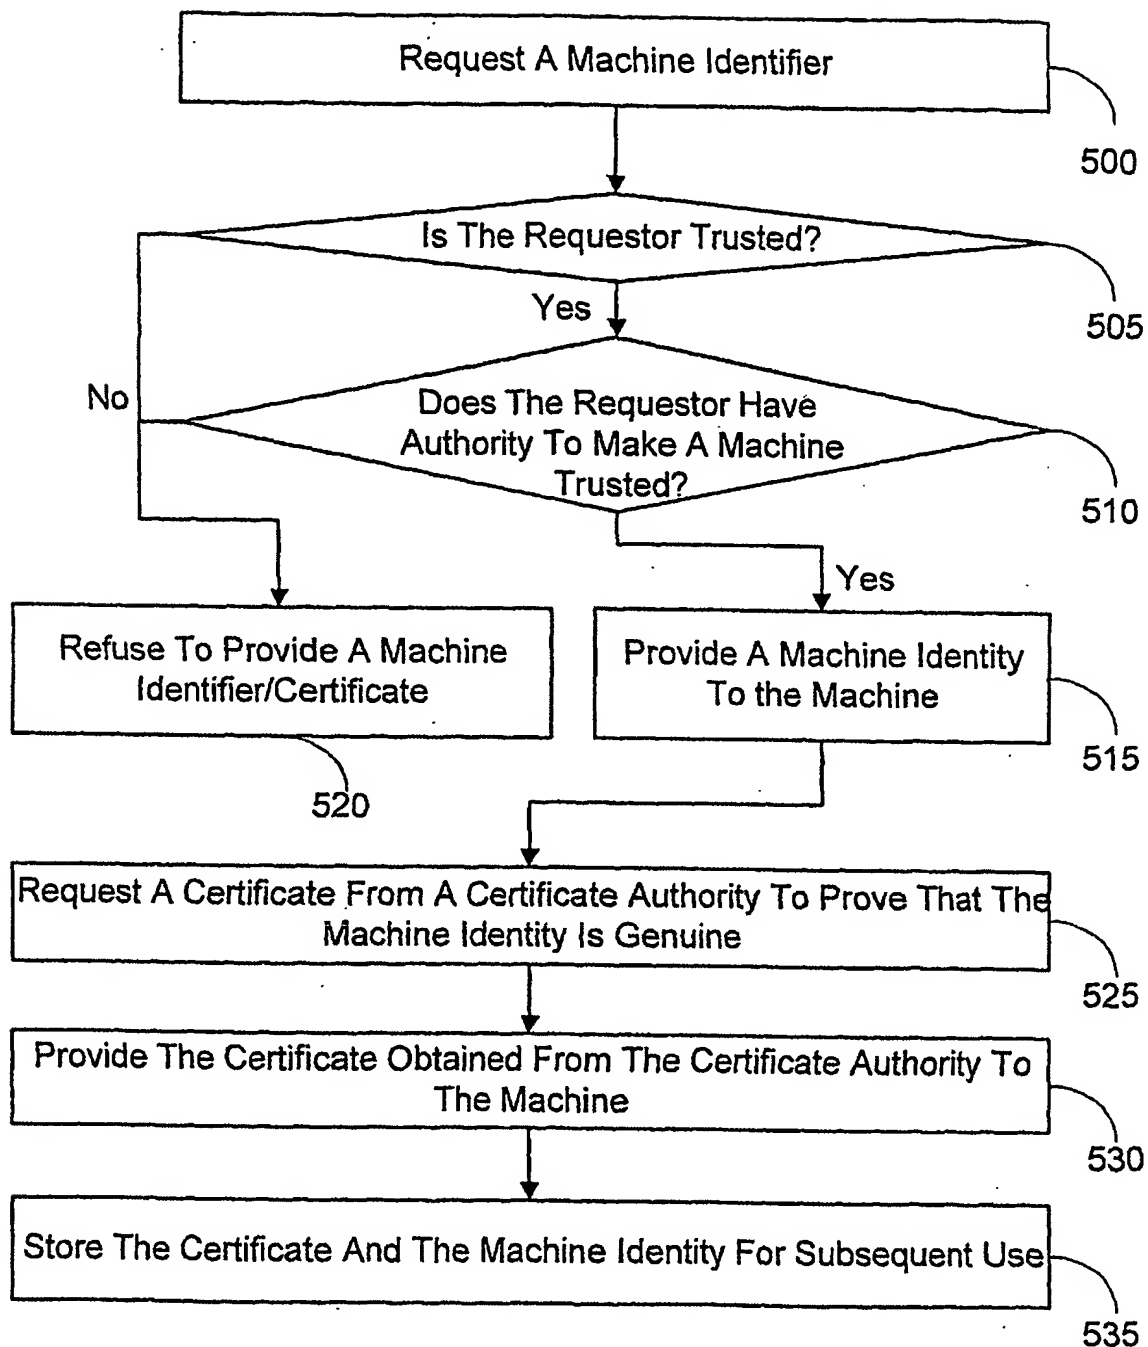 Request A Machine Identifier
500
Is The Requestor Trusted?
505
Yes
No
Does The Requestor Have
Authority To Make A Machine
Trusted?
510
Yes
Refuse To Provide A Machine
Identifier/Certificate
520
Provide A Machine Identity
To the Machine
515
Request A Certificate From A Certificate Authority To Prove That The
Machine Identity Is Genuine
525
Provide The Certificate Obtained From The Certificate Authority To
The Machine
530
Store The Certificate And The Machine Identity For Subsequent Use
535